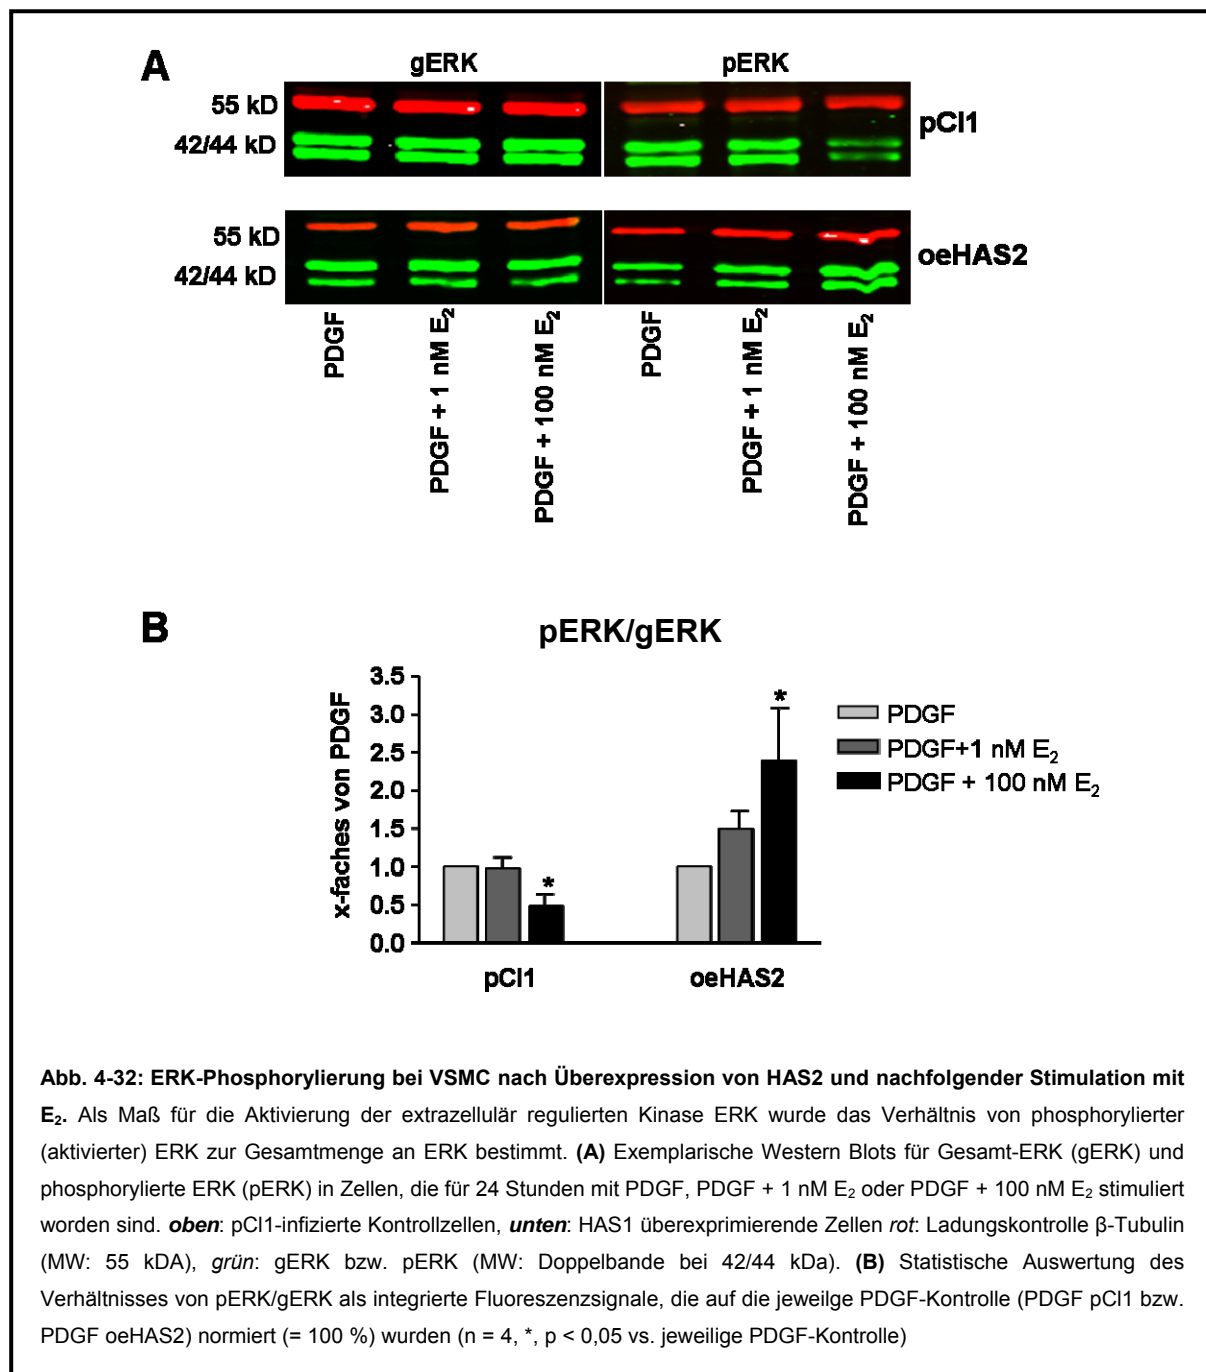 A
gERK
pERK
55 kD
42/44 kD
pCl1
55 kD
42/44 kD
oeHAS2
PDGF
PDGF + 1 nM E₂
PDGF + 100 nM E₂
PDGF
PDGF + 1 nM E₂
PDGF + 100 nM E₂
B
pERK/gERK
x-faches von PDGF
3.5
3.0
2.5
2.0
1.5
1.0
0.5
0.0
*
*
pCl1
oeHAS2
PDGF
PDGF+1 nM E₂
PDGF + 100 nM E₂
Abb. 4-32: ERK-Phosphorylierung bei VSMC nach Überexpression von HAS2 und nachfolgender Stimulation mit
E₂. Als Maß für die Aktivierung der extrazellulär regulierten Kinase ERK wurde das Verhältnis von phosphorylierter
(aktivierter) ERK zur Gesamtmenge an ERK bestimmt. (A) Exemplarische Western Blots für Gesamt-ERK (gERK) und
phosphorylierte ERK (pERK) in Zellen, die für 24 Stunden mit PDGF, PDGF + 1 nM E₂ oder PDGF + 100 nM E₂ stimuliert
worden sind. oben: pCl1-infizierte Kontrollzellen, unten: HAS1 überexprimierende Zellen rot: Ladungskontrolle β-Tubulin
(MW: 55 kDA), grün: gERK bzw. pERK (MW: Doppelbande bei 42/44 kDa). (B) Statistische Auswertung des
Verhältnisses von pERK/gERK als integrierte Fluoreszenzsignale, die auf die jeweilge PDGF-Kontrolle (PDGF pCl1 bzw.
PDGF oeHAS2) normiert (= 100 %) wurden (n = 4, *, p < 0,05 vs. jeweilige PDGF-Kontrolle)